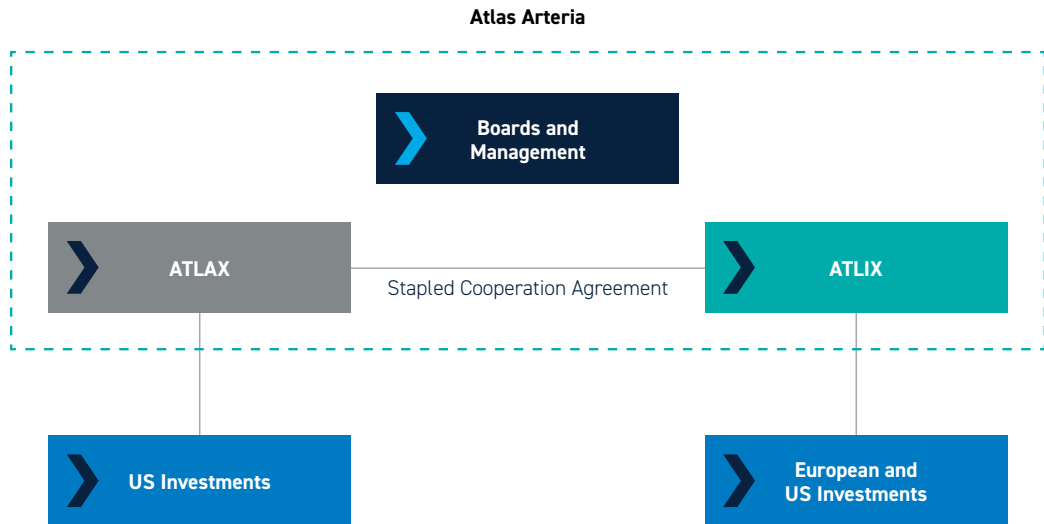 Atlas Arteria
Boards and
Management
ATLAX
Stapled Cooperation Agreement
ATLIX
US Investments
European and
US Investments